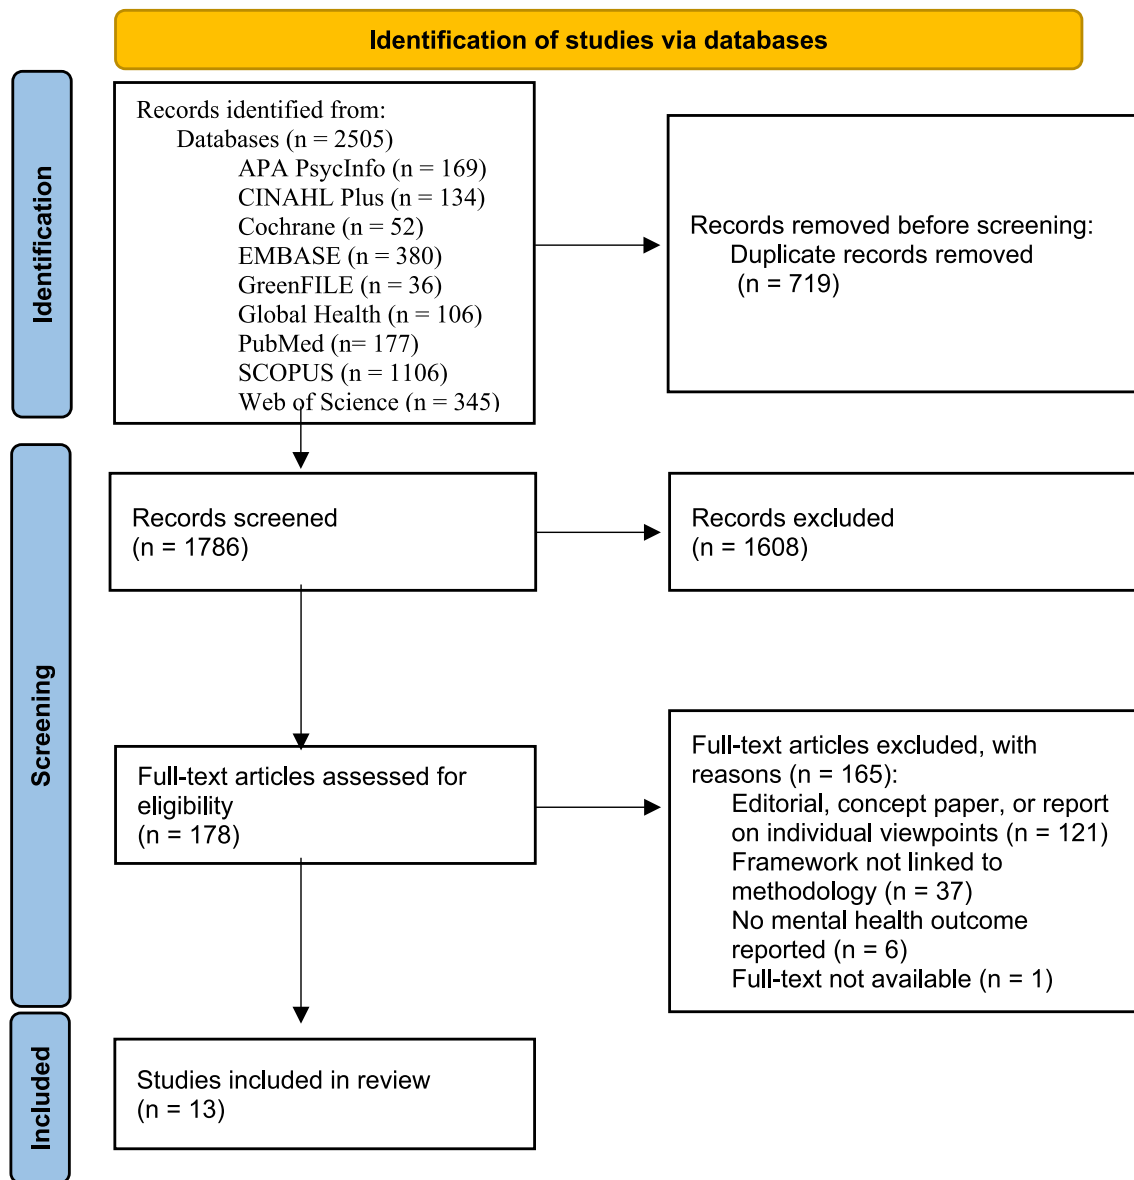 Identification of studies via databases
Identification
Records identified from:
Databases (n = 2505)
APA PsycInfo (n = 169)
CINAHL Plus (n = 134)
Cochrane (n = 52)
EMBASE (n = 380)
GreenFILE (n = 36)
Global Health (n = 106)
PubMed (n= 177)
SCOPUS (n = 1106)
Web of Science (n = 345)
Records removed before screening:
Duplicate records removed
(n = 719)
Screening
Records screened
(n = 1786)
Records excluded
(n = 1608)
Full-text articles assessed for
eligibility
(n = 178)
Full-text articles excluded, with
reasons (n = 165):
Editorial, concept paper, or report
on individual viewpoints (n = 121)
Framework not linked to
methodology (n = 37)
No mental health outcome
reported (n = 6)
Full-text not available (n = 1)
Included
Studies included in review
(n = 13)